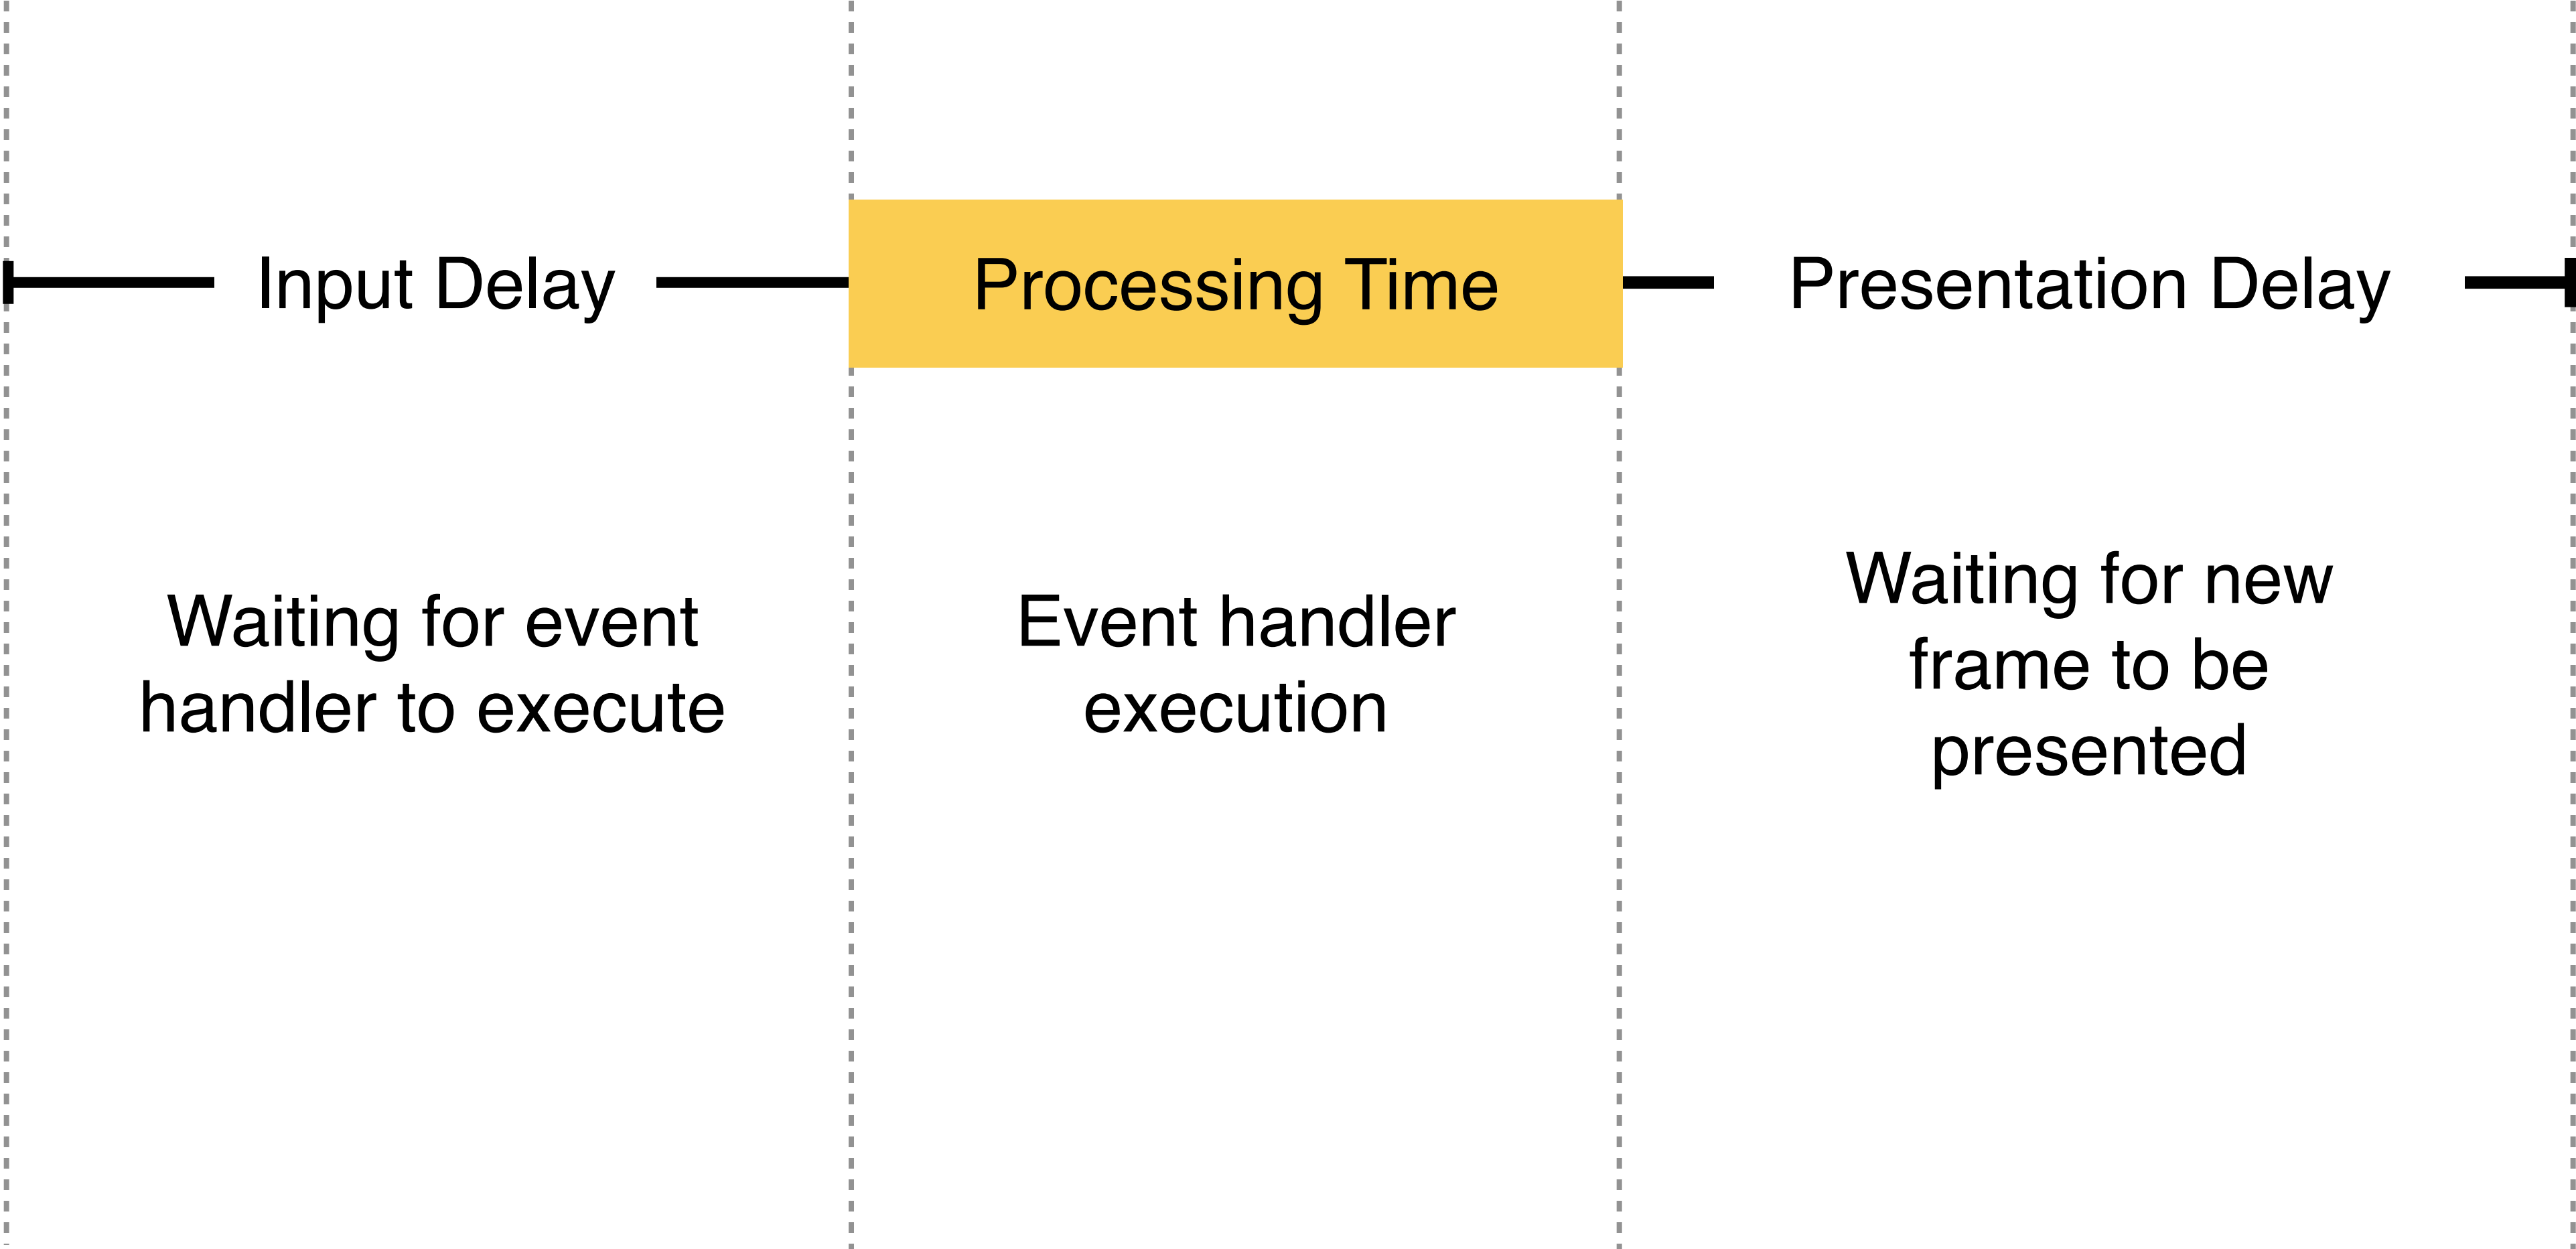 Input Delay
Processing Time
Presentation Delay
Waiting for event
handler to execute
Event handler
execution
Waiting for new
frame to be
presented